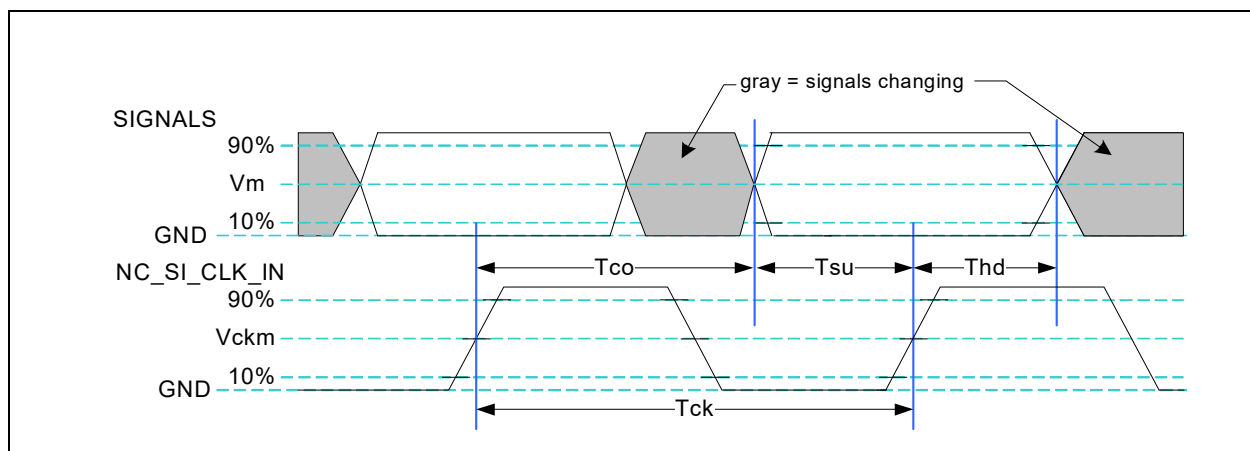 gray = signals changing
SIGNALS
90%
Vm
10%
GND
Tco
Tsu
Thd
NC_SI_CLK_IN
90%
Vckm
10%
GND
Tck